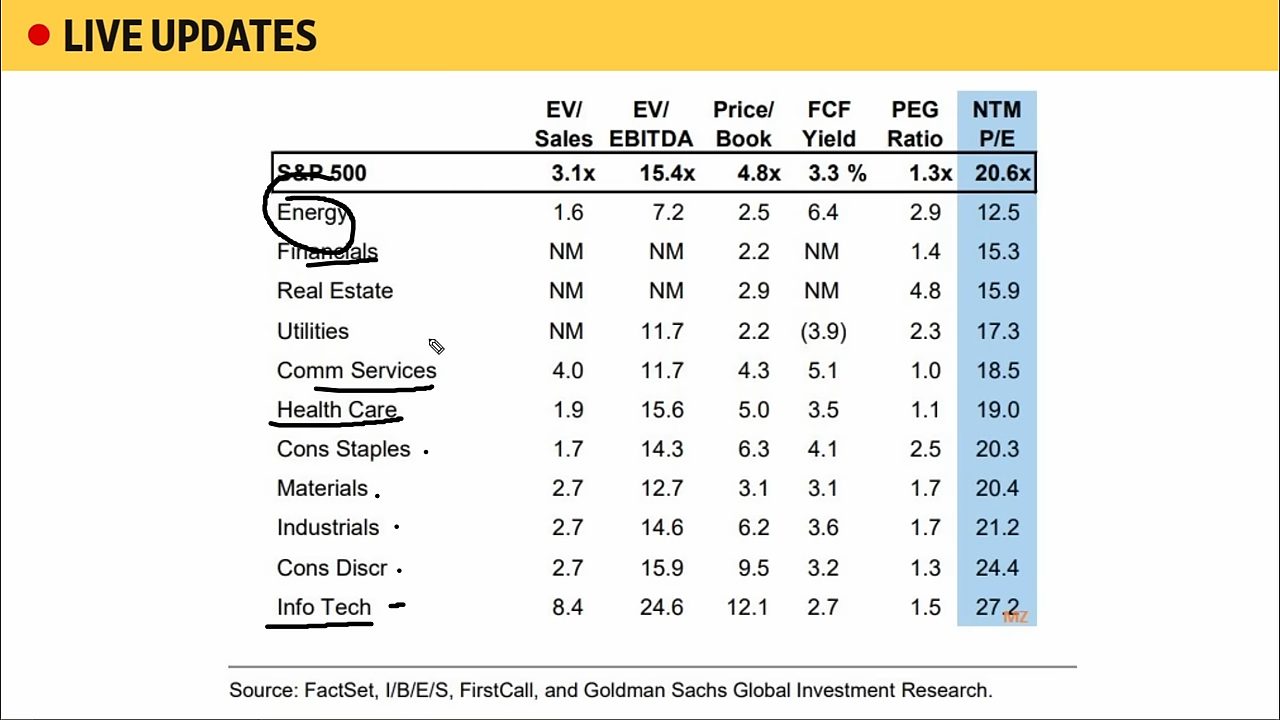 LIVE UPDATES
EV/ Sales EV/ EBITDA Price/ Book FCF Yield PEG Ratio NTM P/E
S&P 500 3.1x 15.4x 4.8x 3.3 % 1.3x 20.6x
Energy 1.6 7.2 2.5 6.4 2.9 12.5
Financials NM NM 2.2 NM 1.4 15.3
Real Estate NM NM 2.9 NM 4.8 15.9
Utilities NM 11.7 2.2 (3.9) 2.3 17.3
Comm Services 4.0 11.7 4.3 5.1 1.0 18.5
Health Care 1.9 15.6 5.0 3.5 1.1 19.0
Cons Staples 1.7 14.3 6.3 4.1 2.5 20.3
Materials 2.7 12.7 3.1 3.1 1.7 20.4
Industrials 2.7 14.6 6.2 3.6 1.7 21.2
Cons Discr 2.7 15.9 9.5 3.2 1.3 24.4
Info Tech 8.4 24.6 12.1 2.7 1.5 27.2
MZ
Source: FactSet, I/B/E/S, FirstCall, and Goldman Sachs Global Investment Research.